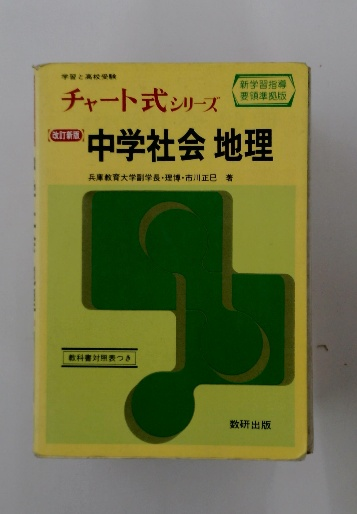 学習と高校受験
チャート式シリーズ
新学習指導
要領準拠版
改訂新版 中学社会 地理
兵庫教育大学副学長・理博・市川正巳 著
教科書対照表つき
数研出版